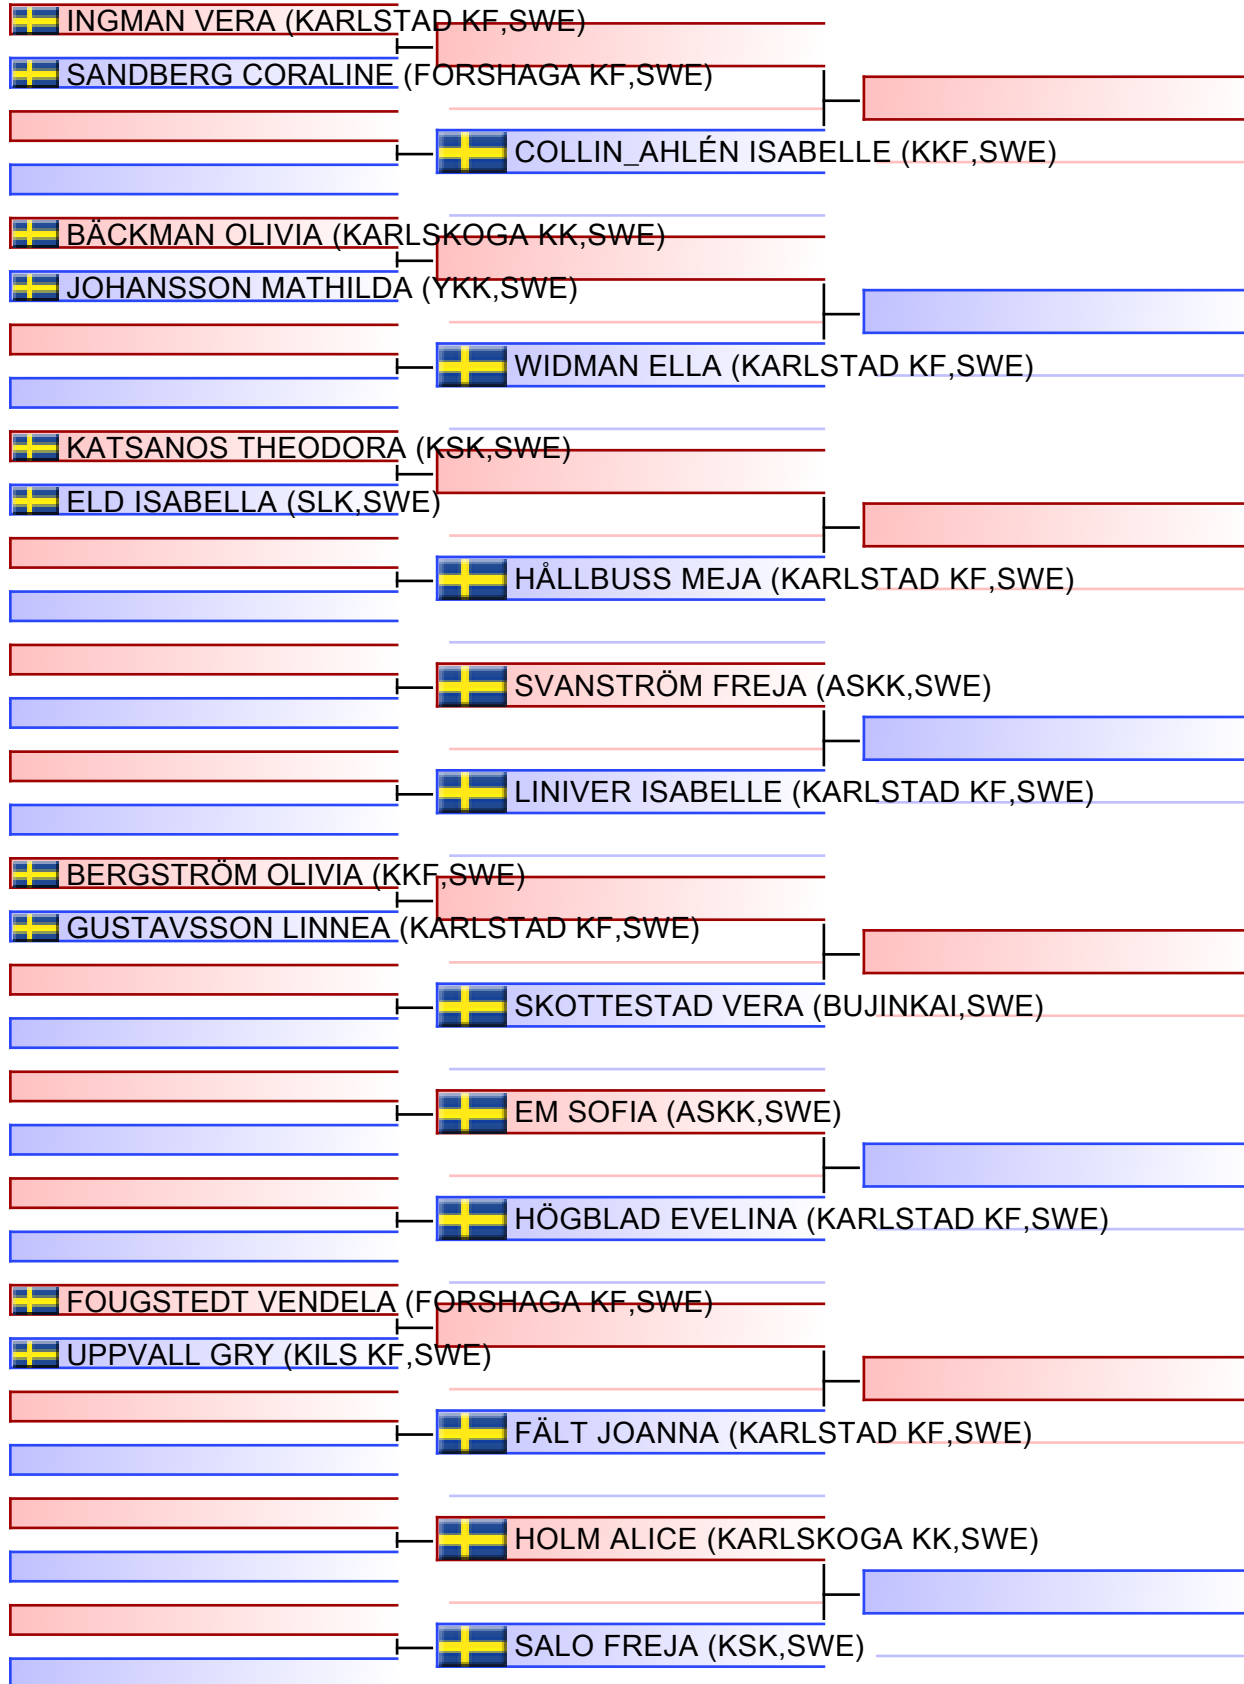 INGMAN VERA (KARLSTAD KF,SWE)
SANDBERG CORALINE (FORSHAGA KF,SWE)
COLLIN_AHLÉN ISABELLE (KKF,SWE)
BÄCKMAN OLIVIA (KARLSKOGA KK,SWE)
JOHANSSON MATHILDA (YKK,SWE)
WIDMAN ELLA (KARLSTAD KF,SWE)
KATSANOS THEODORA (KSK,SWE)
ELD ISABELLA (SLK,SWE)
HÅLLBUSS MEJA (KARLSTAD KF,SWE)
SVANSTRÖM FREJA (ASKK,SWE)
LINIVER ISABELLE (KARLSTAD KF,SWE)
BERGSTRÖM OLIVIA (KKF,SWE)
GUSTAVSSON LINNEA (KARLSTAD KF,SWE)
SKOTTESTAD VERA (BUJINKAI,SWE)
EM SOFIA (ASKK,SWE)
HÖGBLAD EVELINA (KARLSTAD KF,SWE)
FOUGSTEDT VENDELA (FORSHAGA KF,SWE)
UPPVALL GRY (KILS KF,SWE)
FÄLT JOANNA (KARLSTAD KF,SWE)
HOLM ALICE (KARLSKOGA KK,SWE)
SALO FREJA (KSK,SWE)